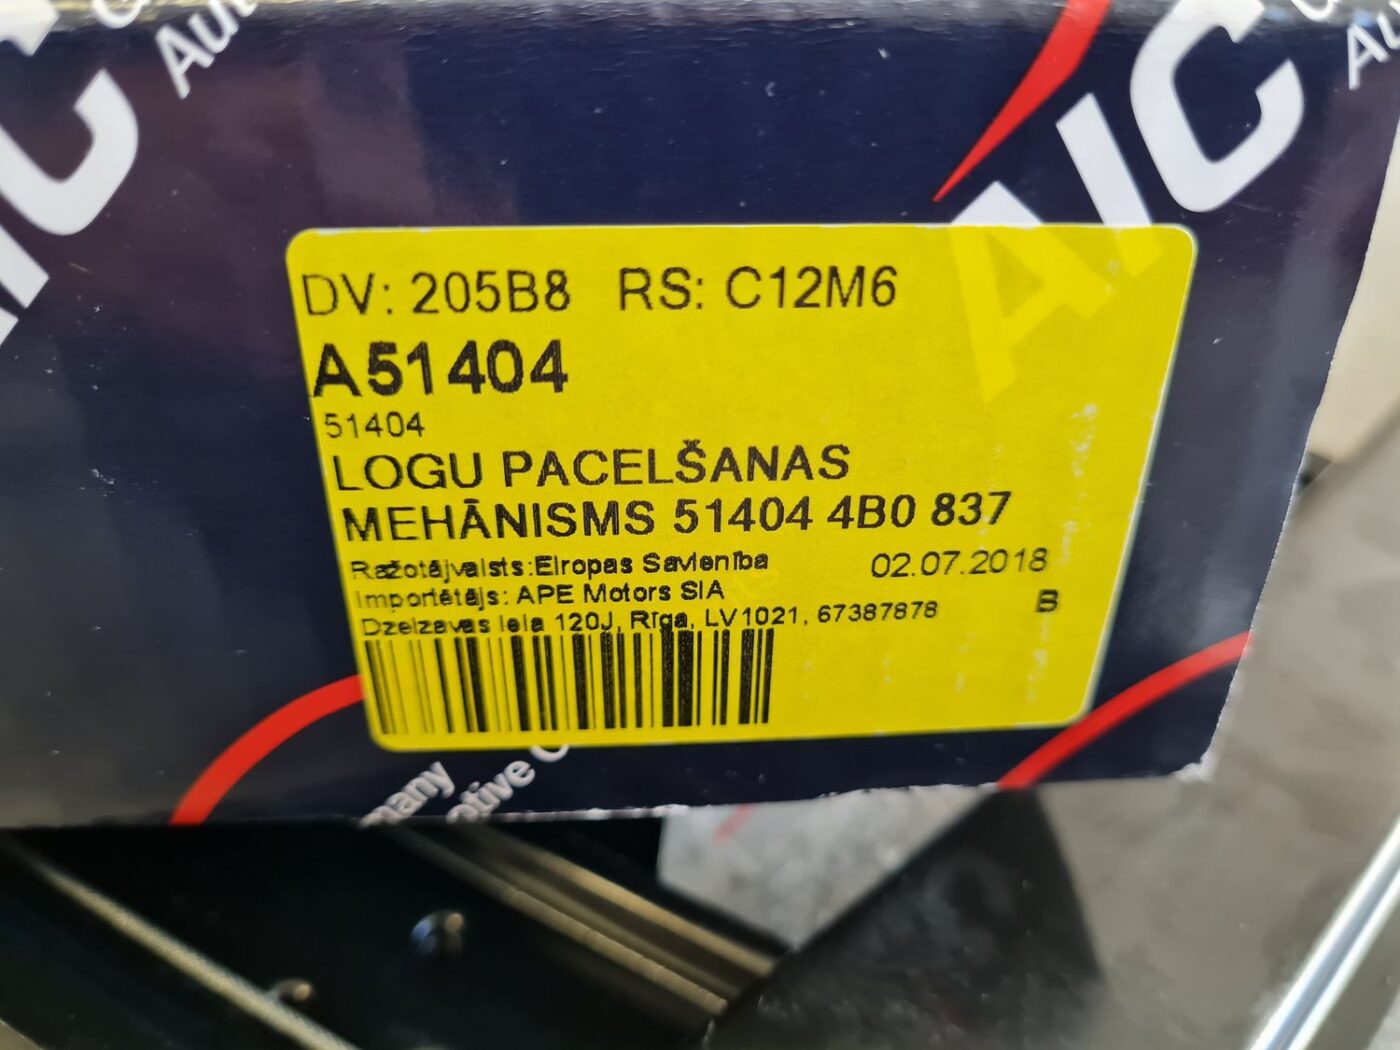 AIC
DV: 205B8 RS: C12M6
A51404
51404
LOGU PACELŠANAS
MEHĀNISMS 51404 4B0 837
Ražotājvalsts:Eiropas Savienība 02.07.2018
Importētājs: APE Motors SIA B
Dzelzavas iela 120J, Rīga, LV1021, 67387878